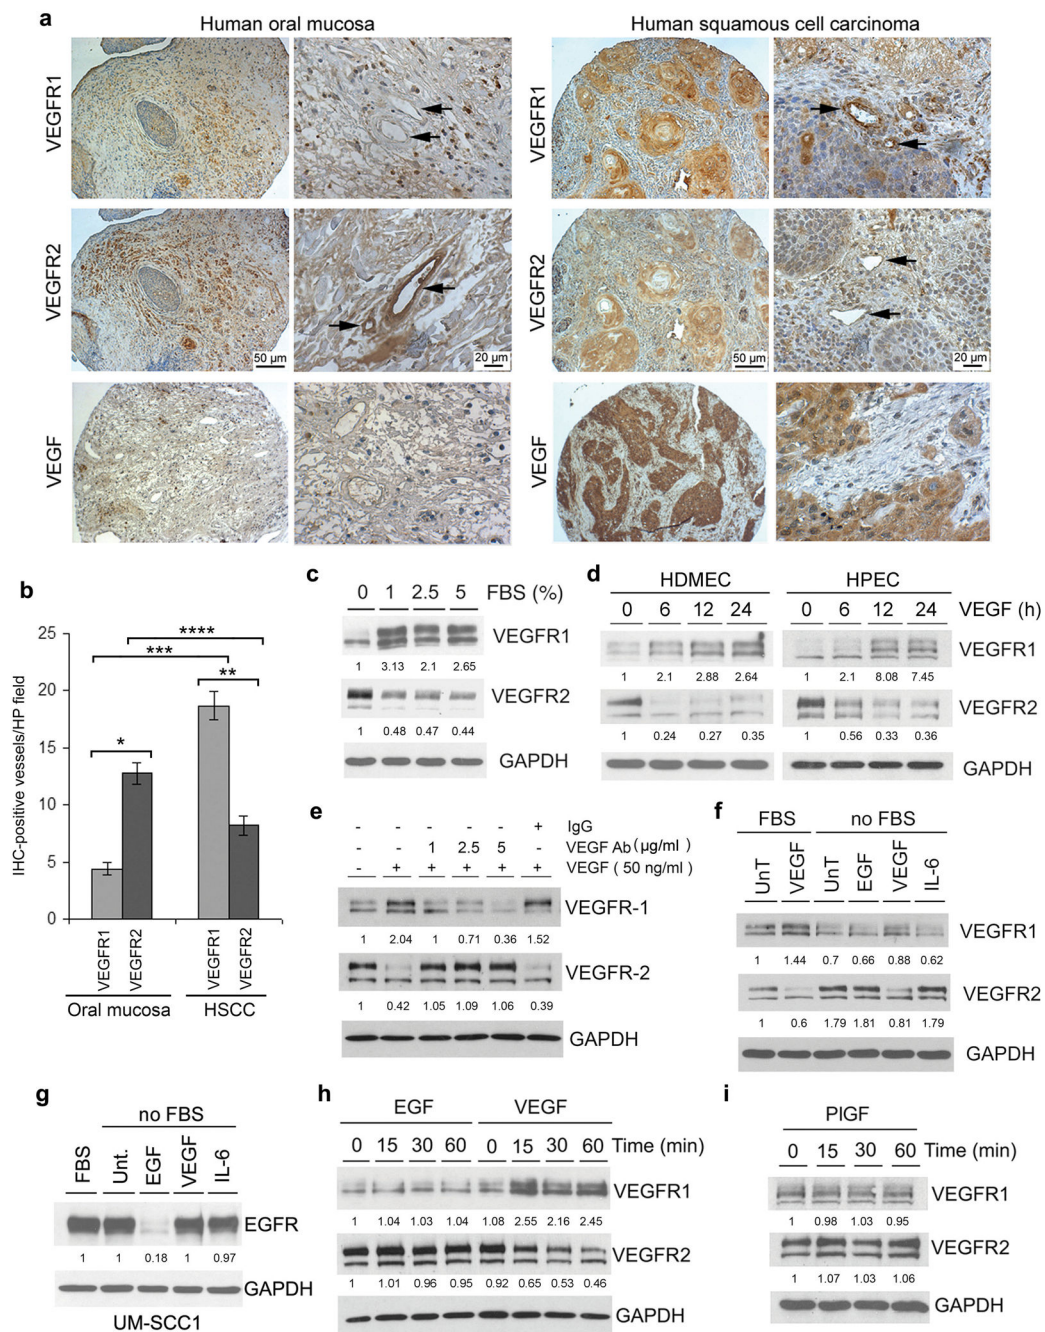 a
Human oral mucosa
Human squamous cell carcinoma
VEGFR1
VEGFR1
VEGFR2
50 µm
20 µm
VEGFR2
50 µm
20 µm
VEGF
VEGF
b
IHC-positive vessels/HP field
25
20
15
10
5
0
****
***
**
*
VEGFR1
VEGFR2
VEGFR1
VEGFR2
Oral mucosa
HSCC
c
0 1 2.5 5 FBS (%)
VEGFR1
1 3.13 2.1 2.65
VEGFR2
1 0.48 0.47 0.44
GAPDH
d
HDMEC HPEC
0 6 12 24 0 6 12 24 VEGF (h)
VEGFR1
1 2.1 2.88 2.64 1 2.1 8.08 7.45
VEGFR2
1 0.24 0.27 0.35 1 0.56 0.33 0.36
GAPDH
e
- - - - - + IgG
- - 1 2.5 5 - VEGF Ab (µg/ml)
- + + + + + VEGF (50 ng/ml)
VEGFR-1
1 2.04 1 0.71 0.36 1.52
VEGFR-2
1 0.42 1.05 1.09 1.06 0.39
GAPDH
f
FBS no FBS
UnT VEGF UnT EGF VEGF IL-6
VEGFR1
1 1.44 0.7 0.66 0.88 0.62
VEGFR2
1 0.6 1.79 1.81 0.81 1.79
GAPDH
g
no FBS
FBS Unt. EGF VEGF IL-6
EGFR
1 1 0.18 1 0.97
GAPDH
UM-SCC1
h
EGF VEGF
0 15 30 60 0 15 30 60 Time (min)
VEGFR1
1 1.04 1.03 1.04 1.08 2.55 2.16 2.45
VEGFR2
1 1.01 0.96 0.95 0.92 0.65 0.53 0.46
GAPDH
i
PlGF
0 15 30 60 Time (min)
VEGFR1
1 0.98 1.03 0.95
VEGFR2
1 1.07 1.03 1.06
GAPDH